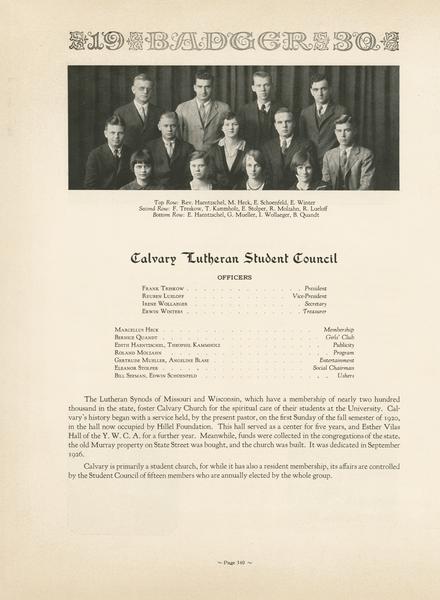 19 BADGER 30
Top Row: Rev. Haentzschel, M. Heck, E. Schoenfeld, E. Winter
Second Row: F. Treskow, T. Kammholz, E. Stolper, R. Molzahn, R. Lueloff
Bottom Row: E. Haentzschel, G. Mueller, I. Wollaeger, B. Quandt
Calvary Lutheran Student Council
OFFICERS
Frank Treskow . . . . . . . . . . . . President
Reuben Lueloff . . . . . . . . . . . Vice-President
Irene Wollaeger . . . . . . . . . . . Secretary
Erwin Winters . . . . . . . . . . . . Treasurer
Marcellus Heck . . . . . . . . . . . . Membership
Bernice Quandt . . . . . . . . . . . . Girls' Club
Edith Haentzschel, Theophil Kammholz . . . . . . Publicity
Roland Molzahn . . . . . . . . . . . . Program
Gertrude Mueller, Angeline Blase . . . . . . Entertainment
Eleanor Stolper . . . . . . . . . . . Social Chairman
Bill Sesman, Edwin Schoenfeld . . . . . . . . Ushers
The Lutheran Synods of Missouri and Wisconsin, which have a membership of nearly two hundred
thousand in the state, foster Calvary Church for the spiritual care of their students at the University. Cal-
vary's history began with a service held, by the present pastor, on the first Sunday of the fall semester of 1920,
in the hall now occupied by Hillel Foundation. This hall served as a center for five years, and Esther Vilas
Hall of the Y. W. C. A. for a further year. Meanwhile, funds were collected in the congregations of the state,
the old Murray property on State Street was bought, and the church was built. It was dedicated in September
1926.
Calvary is primarily a student church, for while it has also a resident membership, its affairs are controlled
by the Student Council of fifteen members who are annually elected by the whole group.
~ Page 340 ~